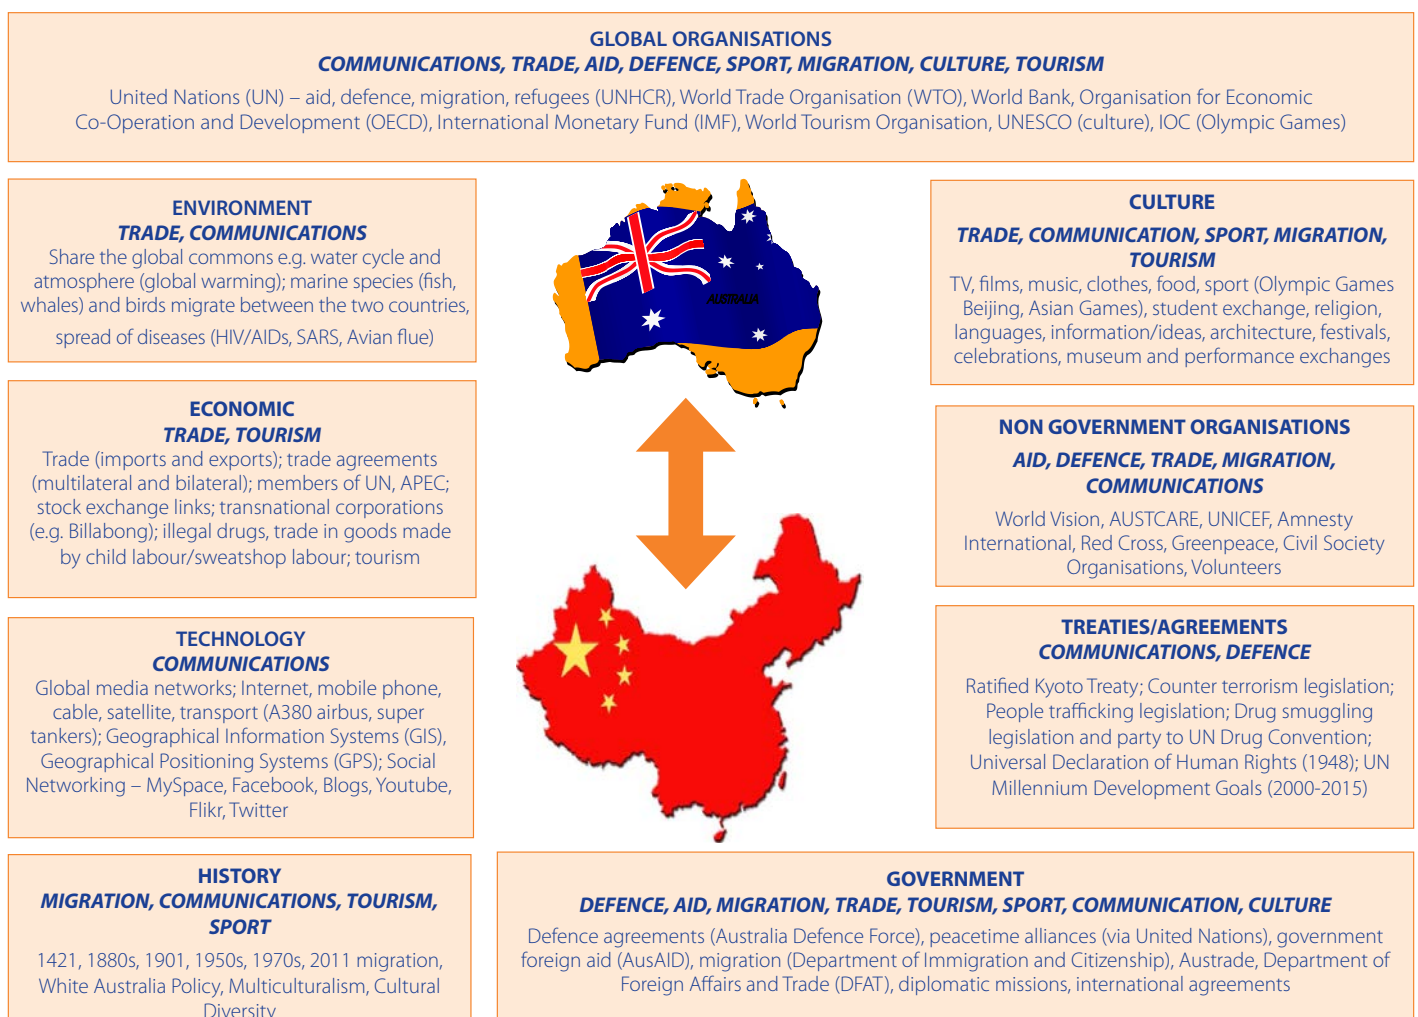 GLOBAL ORGANISATIONS
COMMUNICATIONS, TRADE, AID, DEFENCE, SPORT, MIGRATION, CULTURE, TOURISM
United Nations (UN) – aid, defence, migration, refugees (UNHCR), World Trade Organisation (WTO), World Bank, Organisation for Economic
Co-Operation and Development (OECD), International Monetary Fund (IMF), World Tourism Organisation, UNESCO (culture), IOC (Olympic Games)
ENVIRONMENT
TRADE, COMMUNICATIONS
Share the global commons e.g. water cycle and
atmosphere (global warming); marine species (fish,
whales) and birds migrate between the two countries,
spread of diseases (HIV/AIDs, SARS, Avian flue)
ECONOMIC
TRADE, TOURISM
Trade (imports and exports); trade agreements
(multilateral and bilateral); members of UN, APEC;
stock exchange links; transnational corporations
(e.g. Billabong); illegal drugs, trade in goods made
by child labour/sweatshop labour; tourism
TECHNOLOGY
COMMUNICATIONS
Global media networks; Internet, mobile phone,
cable, satellite, transport (A380 airbus, super
tankers); Geographical Information Systems (GIS),
Geographical Positioning Systems (GPS); Social
Networking – MySpace, Facebook, Blogs, Youtube,
Flikr, Twitter
HISTORY
MIGRATION, COMMUNICATIONS, TOURISM,
SPORT
1421, 1880s, 1901, 1950s, 1970s, 2011 migration,
White Australia Policy, Multiculturalism, Cultural
Diversity
AUSTRALIA
CULTURE
TRADE, COMMUNICATION, SPORT, MIGRATION,
TOURISM
TV, films, music, clothes, food, sport (Olympic Games
Beijing, Asian Games), student exchange, religion,
languages, information/ideas, architecture, festivals,
celebrations, museum and performance exchanges
NON GOVERNMENT ORGANISATIONS
AID, DEFENCE, TRADE, MIGRATION,
COMMUNICATIONS
World Vision, AUSTCARE, UNICEF, Amnesty
International, Red Cross, Greenpeace, Civil Society
Organisations, Volunteers
TREATIES/AGREEMENTS
COMMUNICATIONS, DEFENCE
Ratified Kyoto Treaty; Counter terrorism legislation;
People trafficking legislation; Drug smuggling
legislation and party to UN Drug Convention;
Universal Declaration of Human Rights (1948); UN
Millennium Development Goals (2000-2015)
GOVERNMENT
DEFENCE, AID, MIGRATION, TRADE, TOURISM, SPORT, COMMUNICATION, CULTURE
Defence agreements (Australia Defence Force), peacetime alliances (via United Nations), government
foreign aid (AusAID), migration (Department of Immigration and Citizenship), Austrade, Department of
Foreign Affairs and Trade (DFAT), diplomatic missions, international agreements